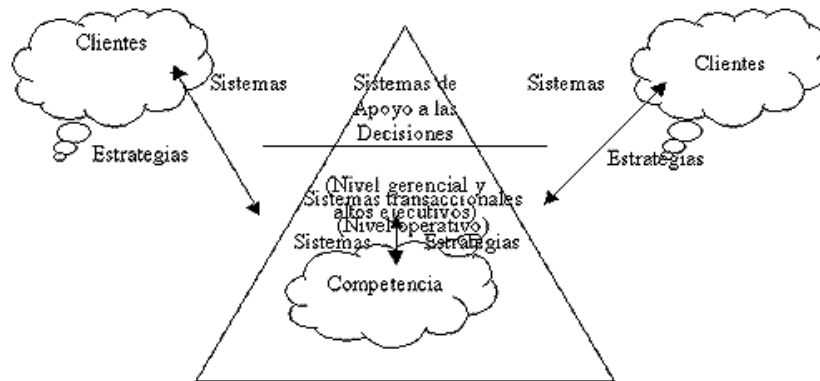 Clientes
Clientes
Sistemas
Sistemas de
Apoyo a las
Decisiones
Sistemas
Estrategias
Estrategias
(Nivel gerencial y
Sistemas transaccionales
altos ejecutivos)
(Nivel operativo)
Sistemas
Estrategias
Competencia